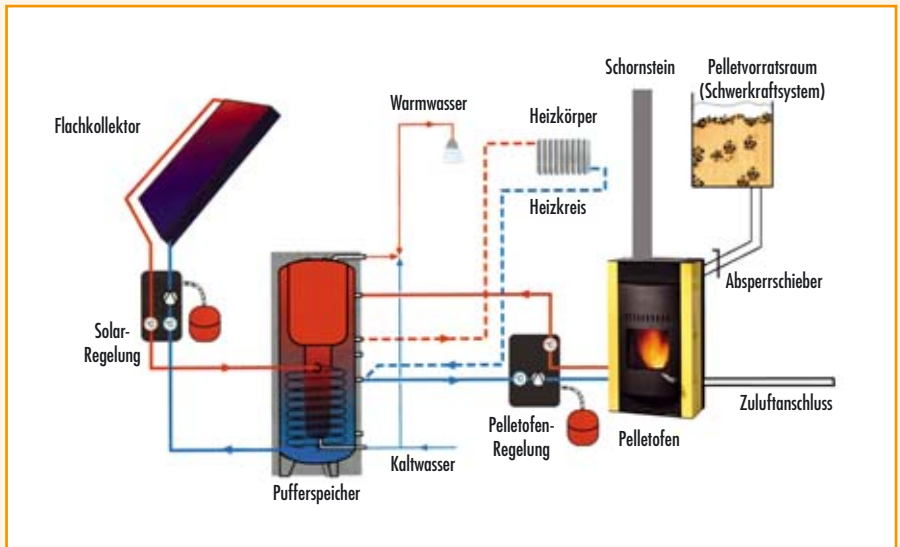 Schornstein
Pelletvorratsraum
(Schwerkraftsystem)
Flachkollektor
Warmwasser
Heizkörper
Heizkreis
Absperrschieber
Solar-
Regelung
Zuluftanschluss
Pelletofen-
Regelung
Pelletofen
Kaltwasser
Pufferspeicher